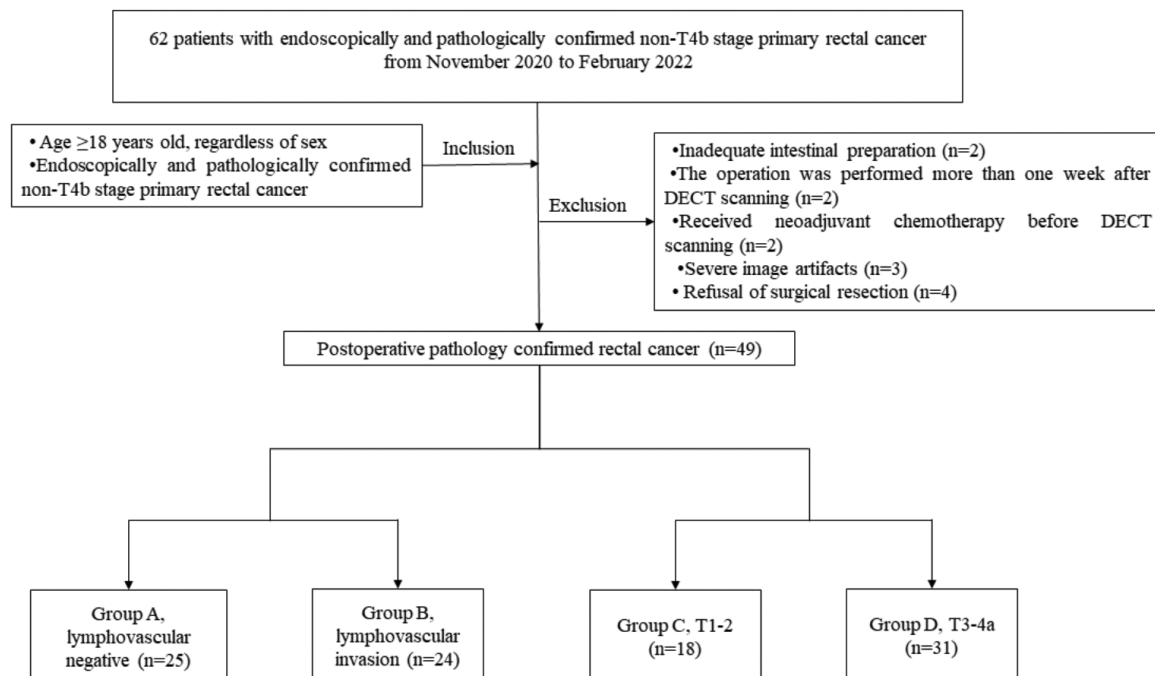 62 patients with endoscopically and pathologically confirmed non-T4b stage primary rectal cancer
from November 2020 to February 2022
•Age ≥18 years old, regardless of sex
•Endoscopically and pathologically confirmed
non-T4b stage primary rectal cancer
Inclusion
Exclusion
•Inadequate intestinal preparation (n=2)
•The operation was performed more than one week after
DECT scanning (n=2)
•Received neoadjuvant chemotherapy before DECT
scanning (n=2)
•Severe image artifacts (n=3)
• Refusal of surgical resection (n=4)
Postoperative pathology confirmed rectal cancer (n=49)
Group A,
lymphovascular
negative (n=25)
Group B,
lymphovascular
invasion (n=24)
Group C, T1-2
(n=18)
Group D, T3-4a
(n=31)